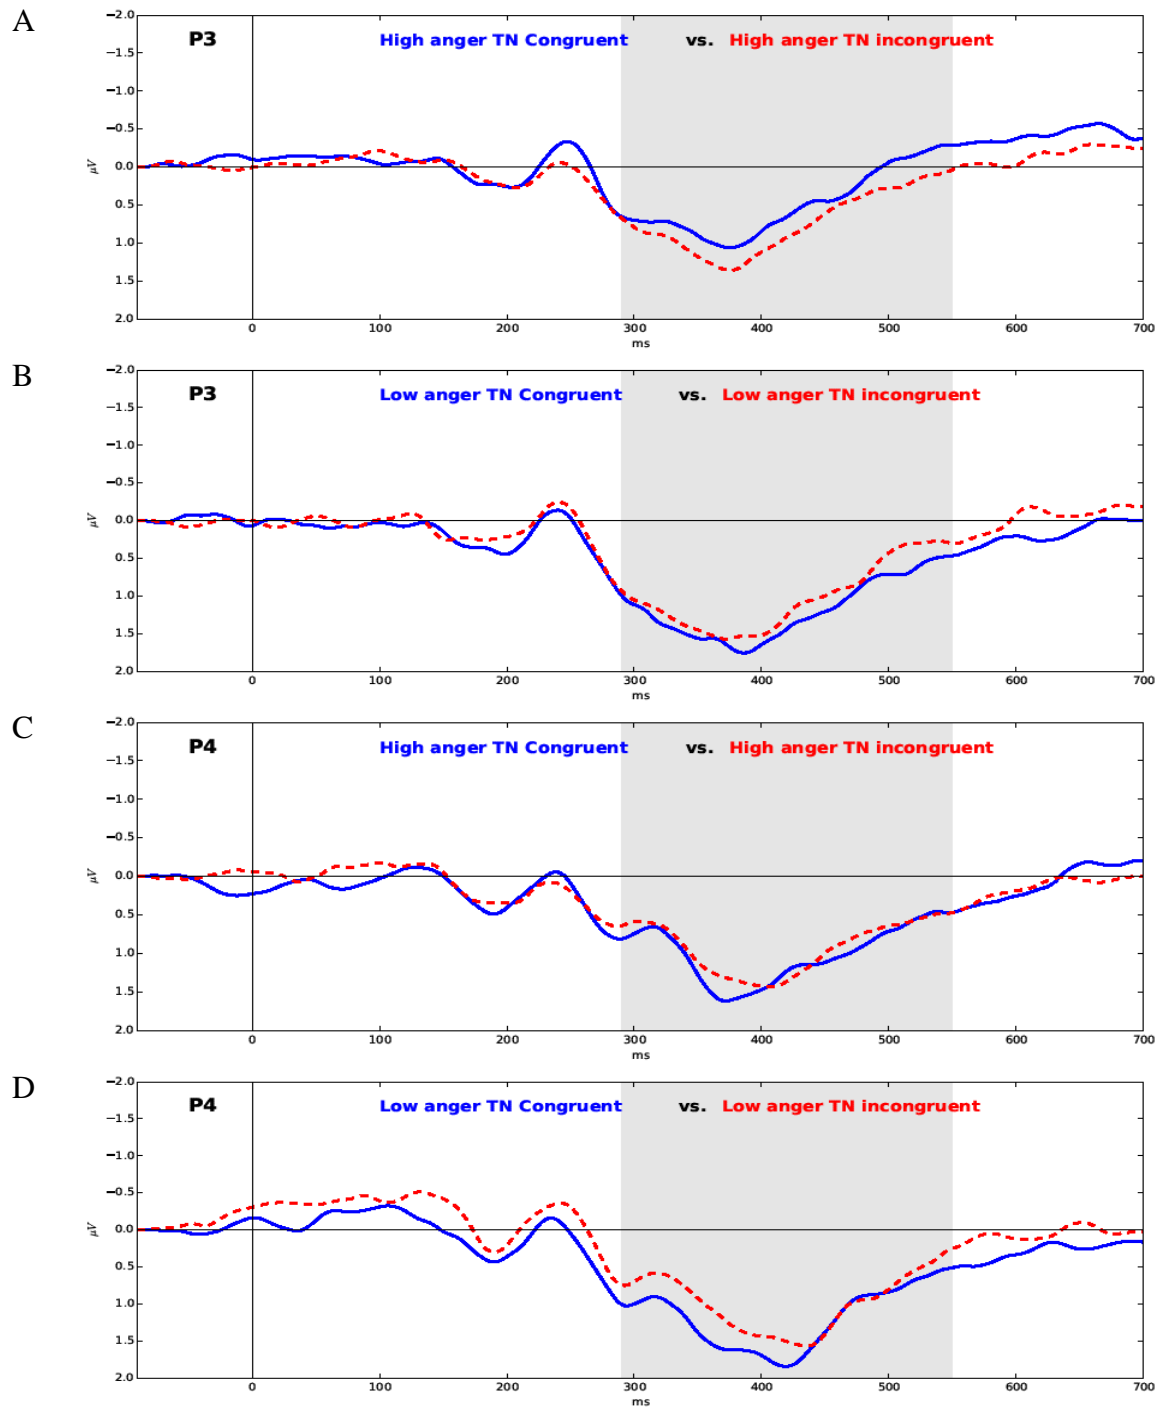 A
P3 High anger TN Congruent vs. High anger TN incongruent
−2.0
−1.5
−1.0
−0.5
0.0
0.5
1.0
1.5
2.0
μV
0 100 200 300 400 500 600 700
ms
B
P3 Low anger TN Congruent vs. Low anger TN incongruent
−2.0
−1.5
−1.0
−0.5
0.0
0.5
1.0
1.5
2.0
μV
0 100 200 300 400 500 600 700
ms
C
P4 High anger TN Congruent vs. High anger TN incongruent
−2.0
−1.5
−1.0
−0.5
0.0
0.5
1.0
1.5
2.0
μV
0 100 200 300 400 500 600 700
ms
D
P4 Low anger TN Congruent vs. Low anger TN incongruent
−2.0
−1.5
−1.0
−0.5
0.0
0.5
1.0
1.5
2.0
μV
0 100 200 300 400 500 600 700
ms